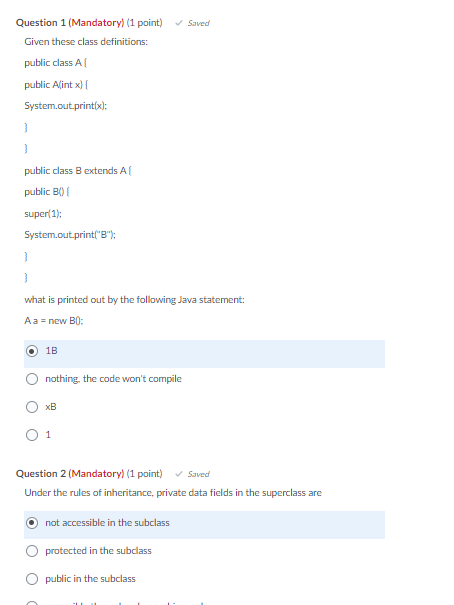 Question 1 (Mandatory) (1 point) ✓ Saved
Given these class definitions:
public class A {
public A(int x) {
System.out.print(x);
}
}
public class B extends A {
public B() {
super(1);
System.out.print("B");
}
}
what is printed out by the following Java statement:
A a = new B();
1B
nothing, the code won't compile
xB
1
Question 2 (Mandatory) (1 point) ✓ Saved
Under the rules of inheritance, private data fields in the superclass are
not accessible in the subclass
protected in the subclass
public in the subclass